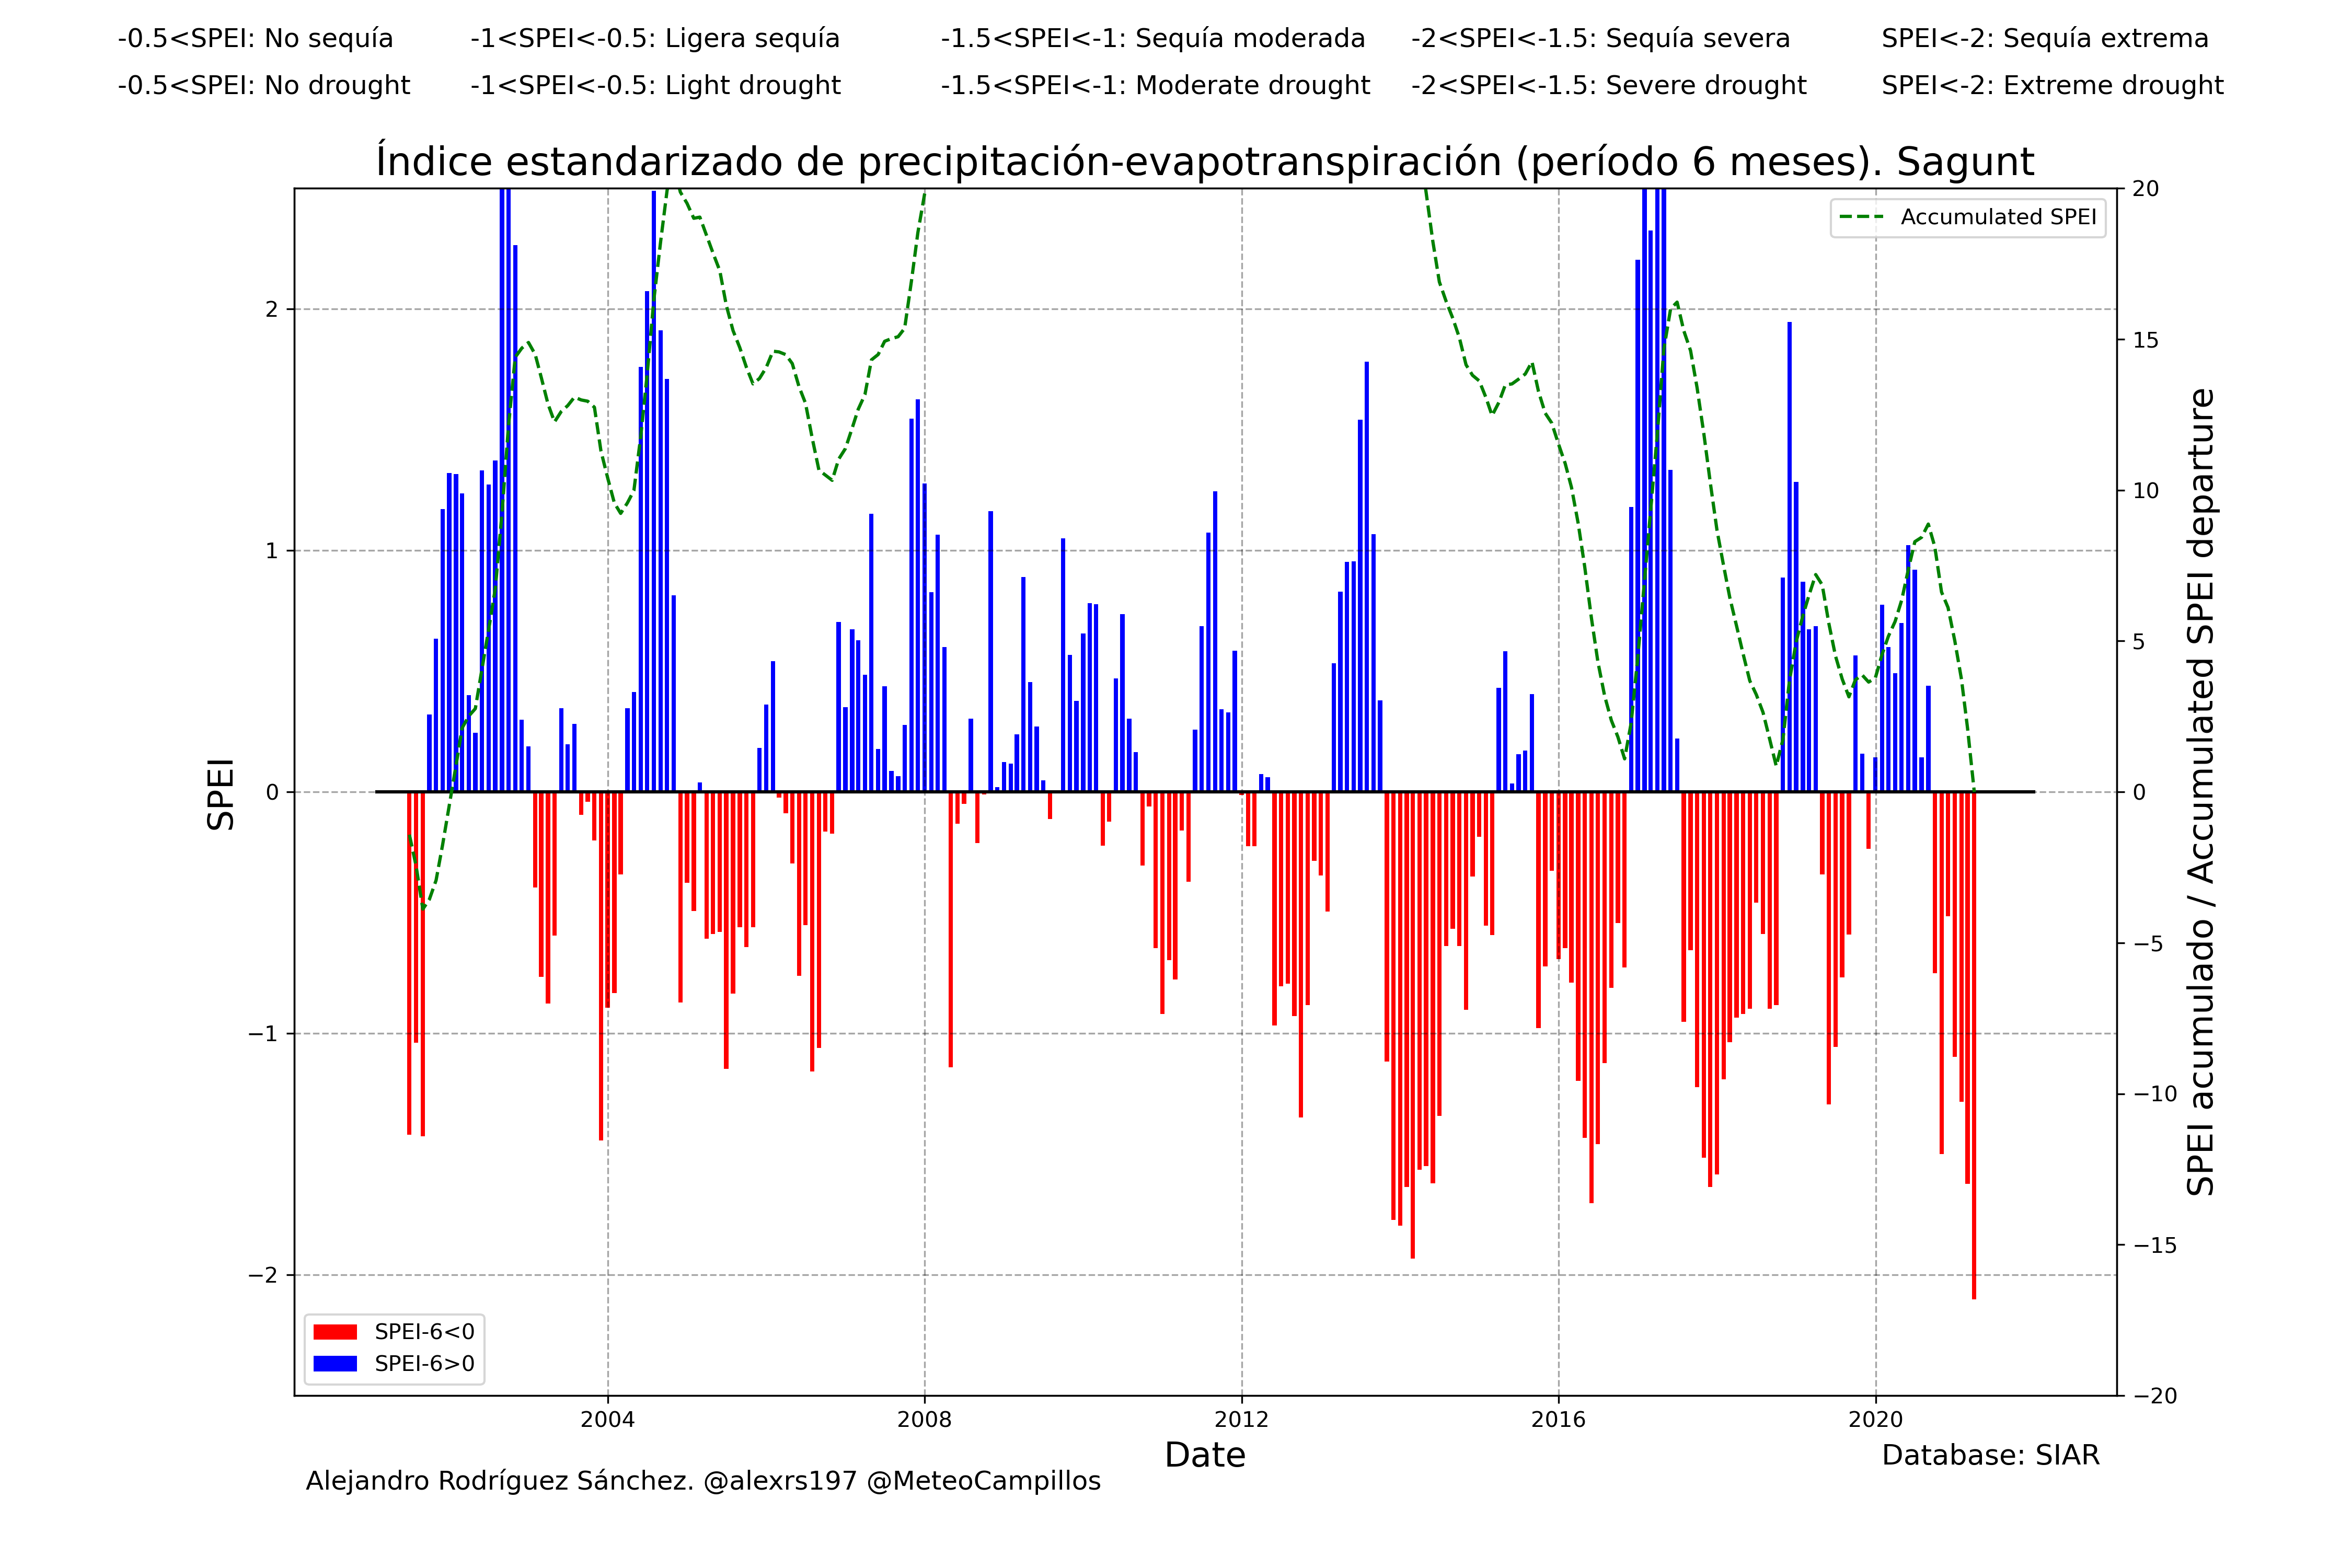 -0.5<SPEI: No sequía -1<SPEI<-0.5: Ligera sequía -1.5<SPEI<-1: Sequía moderada -2<SPEI<-1.5: Sequía severa SPEI<-2: Sequía extrema
-0.5<SPEI: No drought -1<SPEI<-0.5: Light drought -1.5<SPEI<-1: Moderate drought -2<SPEI<-1.5: Severe drought SPEI<-2: Extreme drought
Índice estandarizado de precipitación-evapotranspiración (período 6 meses). Sagunt
Accumulated SPEI
2
1
0
−1
−2
SPEI
20
15
10
5
0
−5
−10
−15
−20
SPEI acumulado / Accumulated SPEI departure
SPEI-6<0
SPEI-6>0
2004 2008 2012 2016 2020
Date
Database: SIAR
Alejandro Rodríguez Sánchez. @alexrs197 @MeteoCampillos